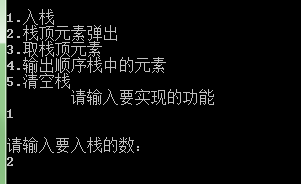 1.入栈
2.栈顶元素弹出
3.取栈顶元素
4.输出顺序栈中的元素
5.清空栈
请输入要实现的功能
1
请输入要入栈的数：
2